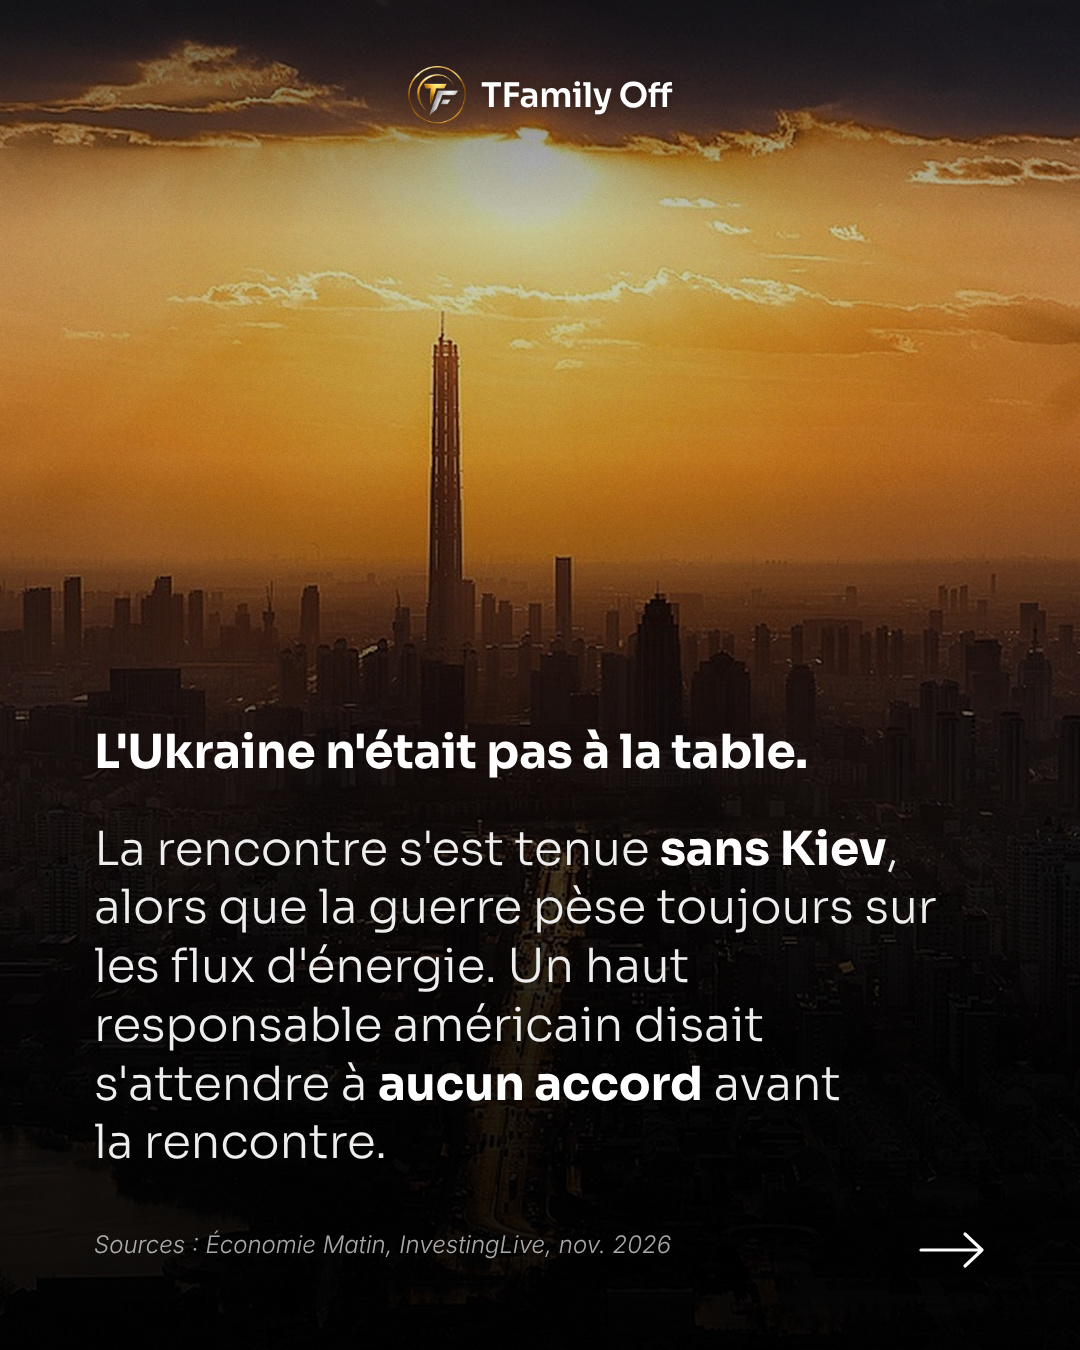 TFamily Off
L'Ukraine n'était pas à la table.
La rencontre s'est tenue sans Kiev,
alors que la guerre pèse toujours sur
les flux d'énergie. Un haut
responsable américain disait
s'attendre à aucun accord avant
la rencontre.
Sources : Économie Matin, InvestingLive, nov. 2026